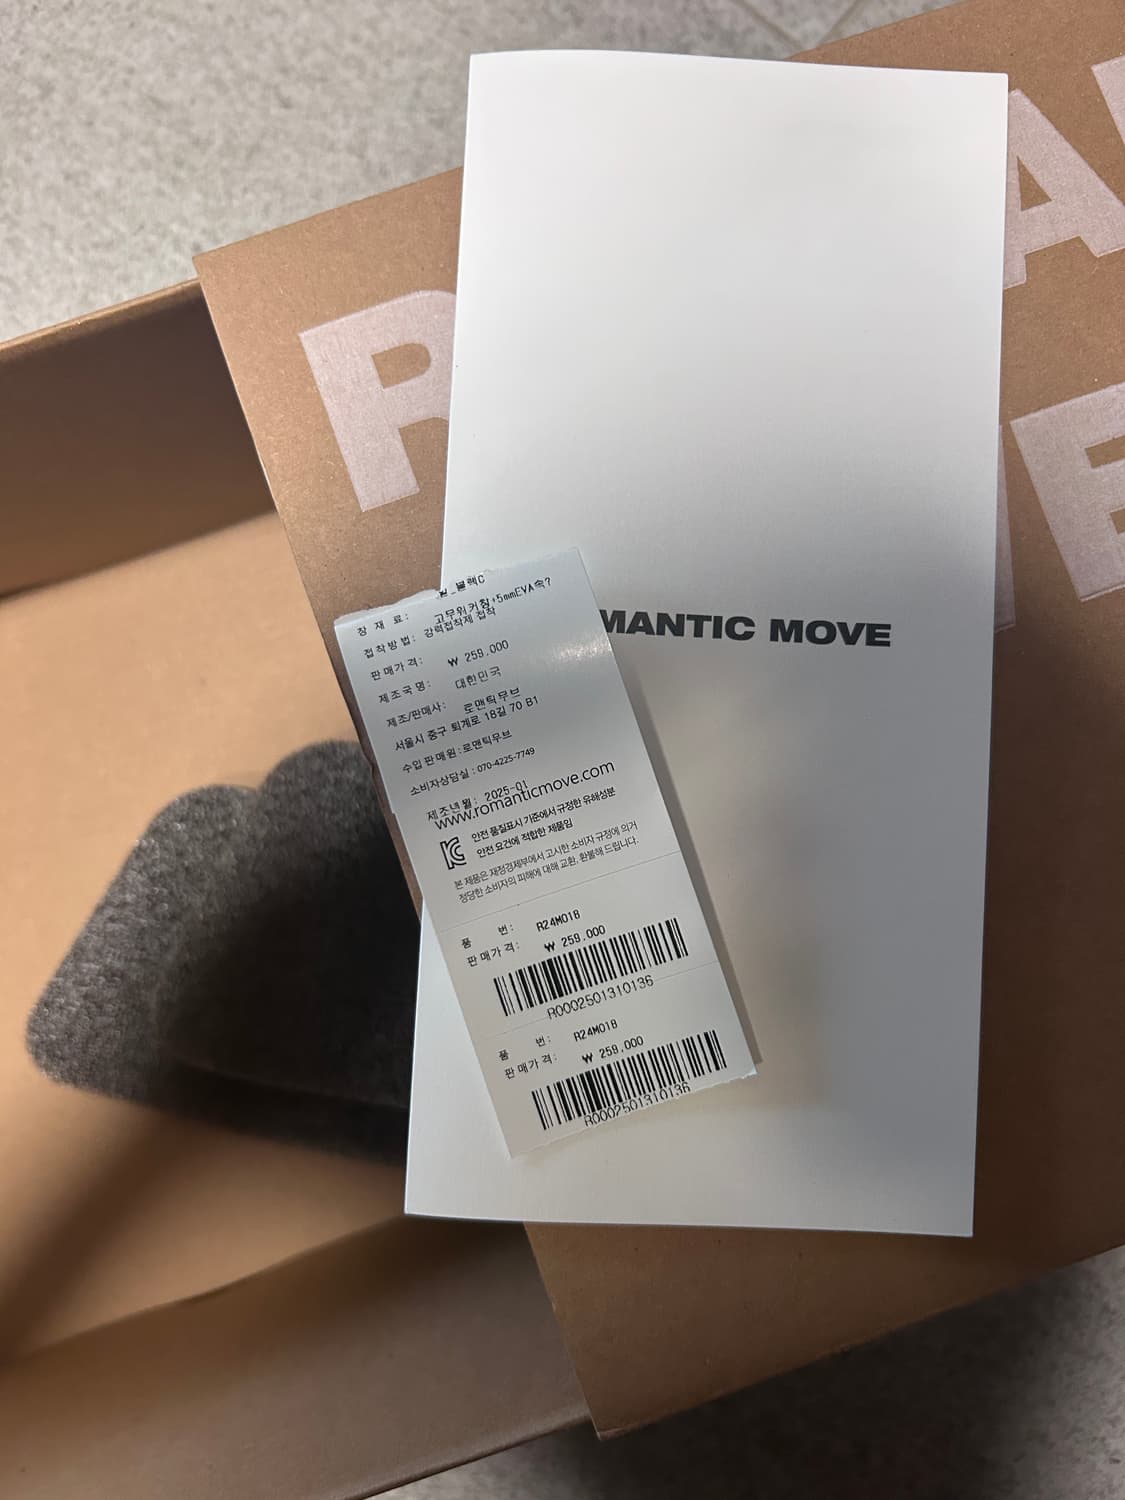 R
A
E
MANTIC MOVE
블랙C
창 재 료: 고무워커창+5mmEVA속?
접착방법: 강력접착제 접착
판매가격: ₩ 259,000
제조국명: 대한민국
제조/판매사: 로맨틱무브
서울시 중구 퇴계로 18길 70 B1
수입판매원:로맨틱무브
소비자상담실 : 070-4225-7749
제조년월: 2025-01
www.romanticmove.com
안전 품질표시 기준에서 규정한 유해성분
안전 요건에 적합한 제품임
본 제품은 재정경제부에서 고시한 소비자 규정에 의거
정당한 소비자의 피해에 대해 교환, 환불해 드립니다.
품 번: R24M01B
판매가격: ₩ 259,000
R0002501310136
품 번: R24M01B
판매가격: ₩ 259,000
R0002501310136